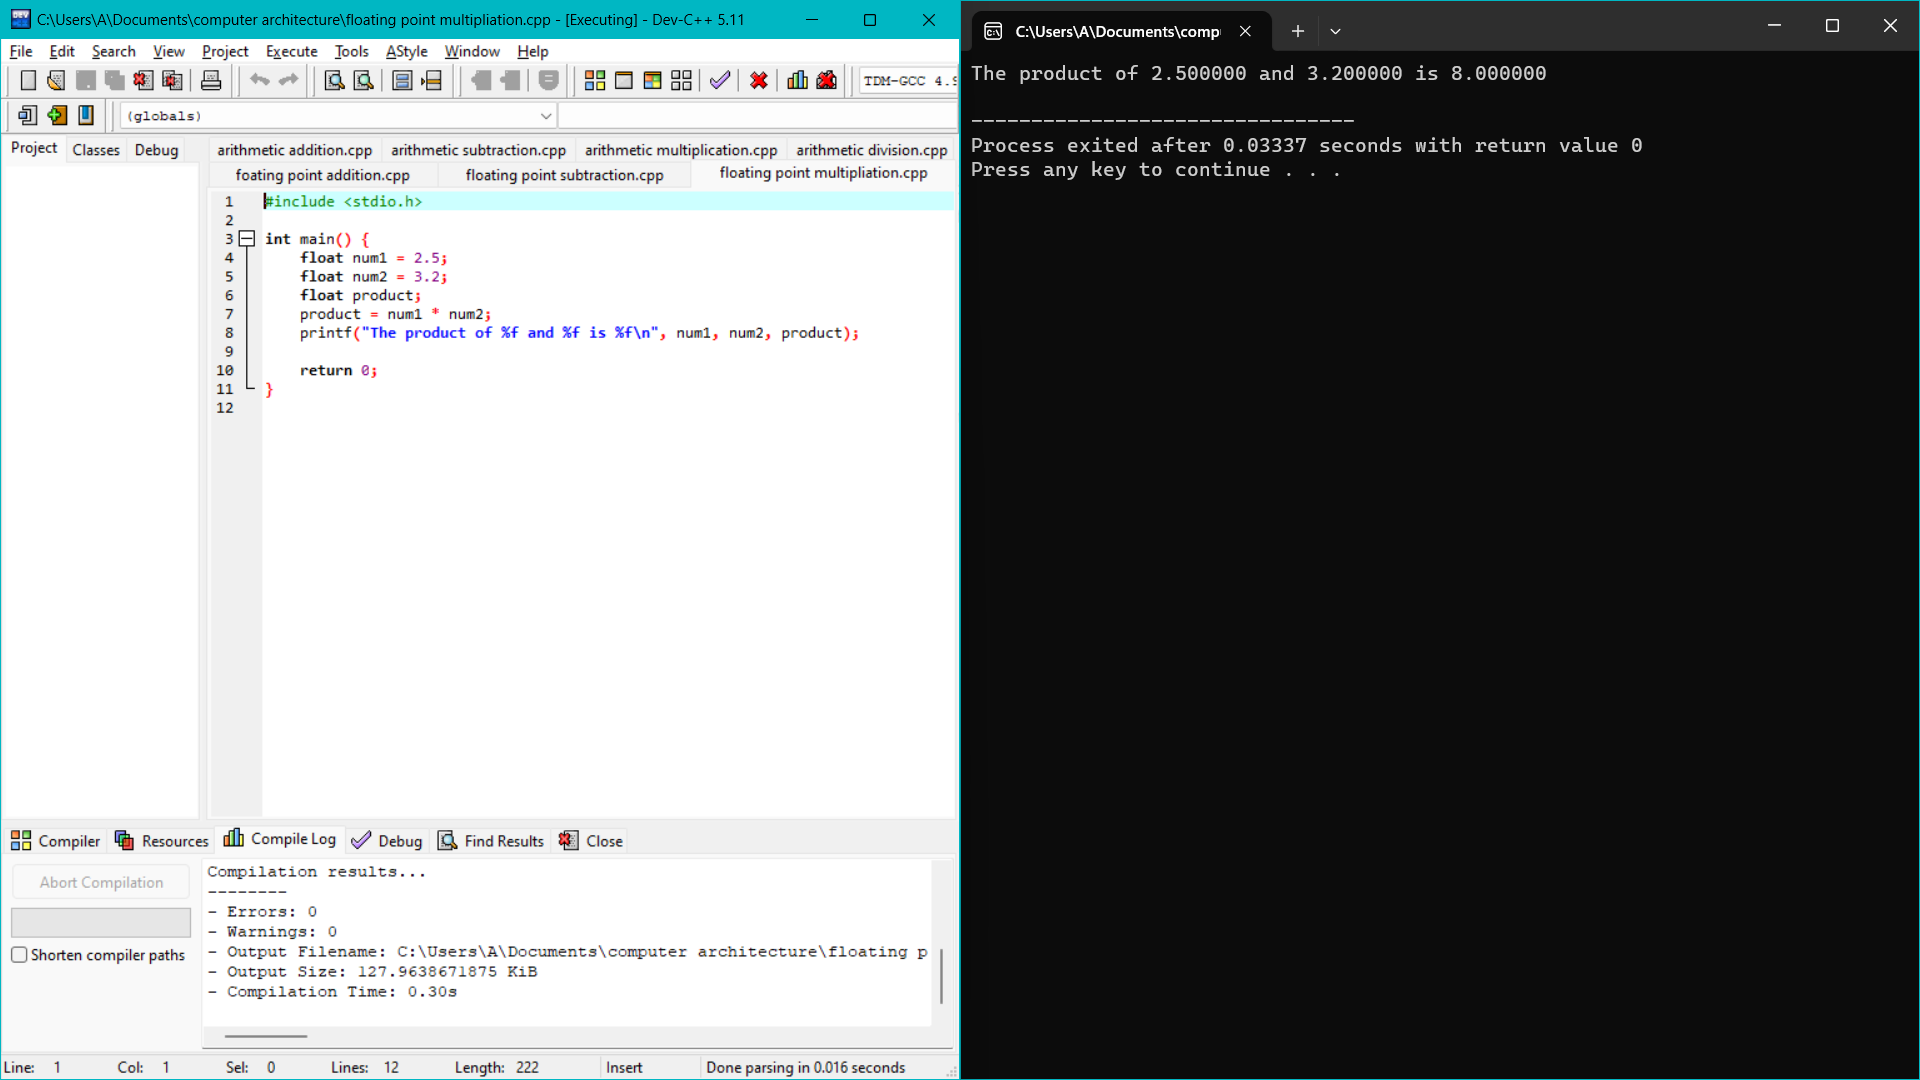 C:\Users\A\Documents\computer architecture\floating point multipliation.cpp - [Executing] - Dev-C++ 5.11
File Edit Search View Project Execute Tools AStyle Window Help
TDM-GCC 4.9
(globals)
Project Classes Debug
arithmetic addition.cpp arithmetic subtraction.cpp arithmetic multiplication.cpp arithmetic division.cpp
foating point addition.cpp floating point subtraction.cpp floating point multipliation.cpp
1 #include <stdio.h>
2
3 int main() {
4 float num1 = 2.5;
5 float num2 = 3.2;
6 float product;
7 product = num1 * num2;
8 printf("The product of %f and %f is %f\n", num1, num2, product);
9
10 return 0;
11 }
12
Compiler Resources Compile Log Debug Find Results Close
Abort Compilation
Shorten compiler paths
Compilation results...
--------
- Errors: 0
- Warnings: 0
- Output Filename: C:\Users\A\Documents\computer architecture\floating p
- Output Size: 127.9638671875 KiB
- Compilation Time: 0.30s
Line: 1 Col: 1 Sel: 0 Lines: 12 Length: 222 Insert Done parsing in 0.016 seconds
C:\Users\A\Documents\comp
The product of 2.500000 and 3.200000 is 8.000000
--------------------------------
Process exited after 0.03337 seconds with return value 0
Press any key to continue . . .